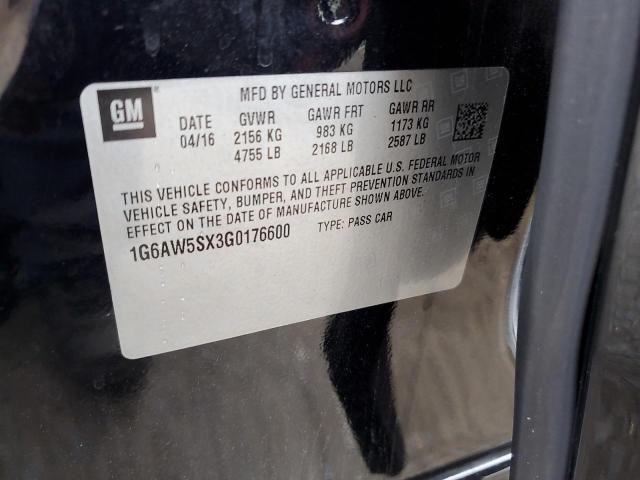 GM
MFD BY GENERAL MOTORS LLC
DATE GVWR GAWR FRT GAWR RR
04/16 2156 KG 983 KG 1173 KG
4755 LB 2168 LB 2587 LB
THIS VEHICLE CONFORMS TO ALL APPLICABLE U.S. FEDERAL MOTOR
VEHICLE SAFETY, BUMPER, AND THEFT PREVENTION STANDARDS IN
EFFECT ON THE DATE OF MANUFACTURE SHOWN ABOVE.
1G6AW5SX3G0176600 TYPE: PASS CAR